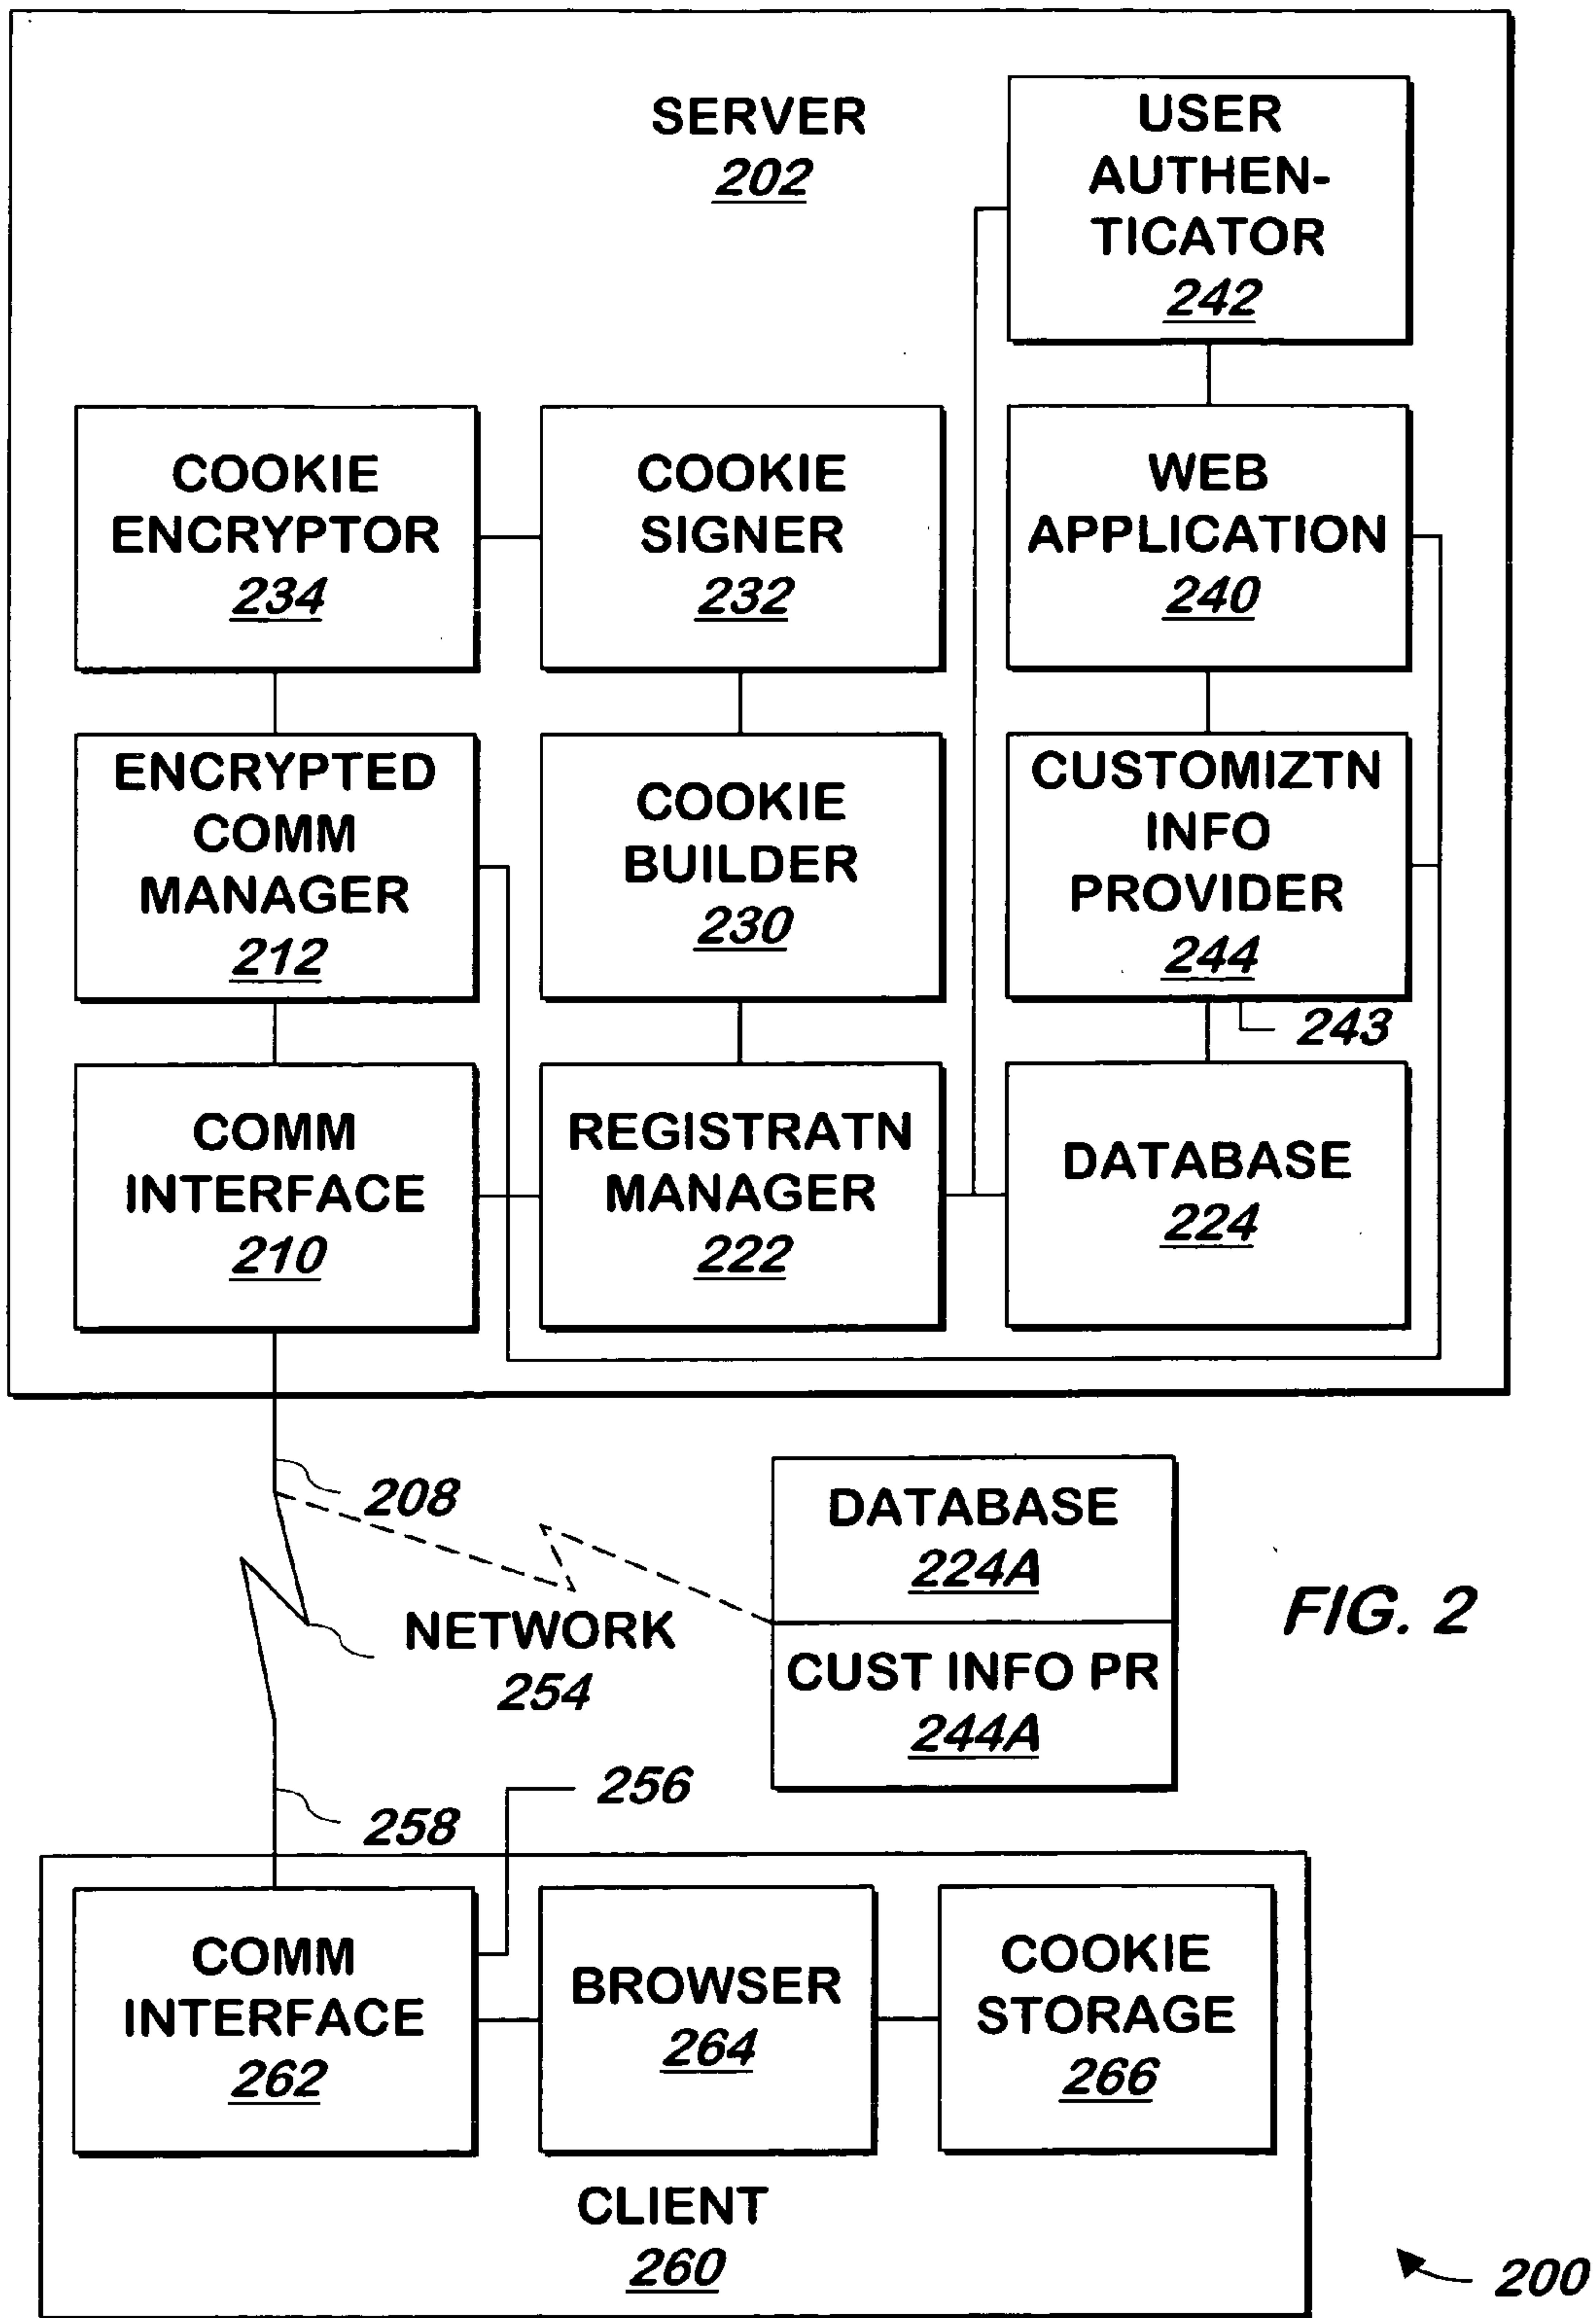 SERVER
202
USER
AUTHEN-
TICATOR
242
COOKIE
ENCRYPTOR
234
COOKIE
SIGNER
232
WEB
APPLICATION
240
ENCRYPTED
COMM
MANAGER
212
COOKIE
BUILDER
230
CUSTOMIZTN
INFO
PROVIDER
244
243
COMM
INTERFACE
210
REGISTRATN
MANAGER
222
DATABASE
224
208
DATABASE
224A
NETWORK
254
CUST INFO PR
244A
FIG. 2
256
258
COMM
INTERFACE
262
BROWSER
264
COOKIE
STORAGE
266
CLIENT
260
200